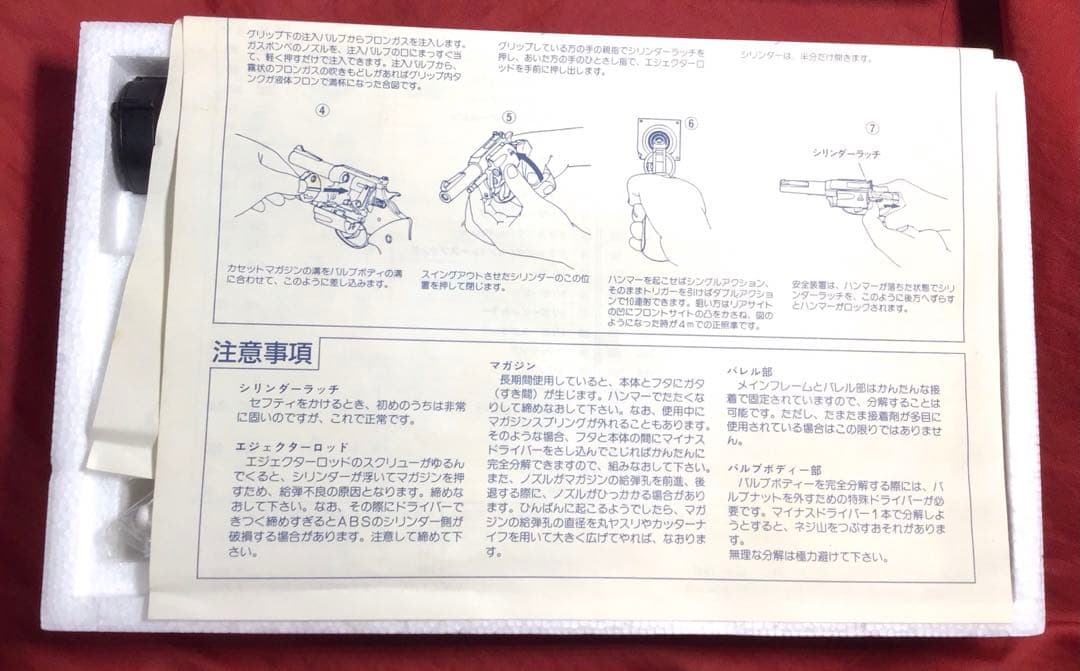 グリップ下の注入バルブからフロンガスを注入します。
ガスボンベのノズルを、注入バルブの口にまっすぐ当
て、軽く押すだけで注入できます。注入バルブから、
霧状のフロンガスの吹きもどしがあればグリップ内タ
ンクが液体フロンで満杯になった合図です。
グリップしている方の手の親指でシリンダーラッチを
押し、あいた方の手のひとさし指で、エジェクターロ
ッドを手前に押し出します。
シリンダーは、半分だけ開きます。
④
⑤
⑥
⑦
シリンダーラッチ
カセットマガジンの溝をバルブボディの溝
に合わせて、このように差し込みます。
スイングアウトさせたシリンダーのこの位
置を押して閉じます。
ハンマーを起こせばシングルアクション、
そのままトリガーを引けばダブルアクショ
ンで10連射できます。狙い方はリアサイト
の凹にフロントサイトの凸をかさね、図の
ようになった時が4mでの正照準です。
安全装置は、ハンマーが落ちた状態でシリ
ンダーラッチを、このように後方へずらす
とハンマーがロックされます。
注意事項
シリンダーラッチ
セフティをかけるとき、初めのうちは非常
に固いのですが、これで正常です。
エジェクターロッド
エジェクターロッドのスクリューがゆるん
でくると、シリンダーが浮いてマガジンを押
すため、給弾不良の原因となります。締めな
おして下さい。なお、その際にドライバーで
きつく締めすぎるとABSのシリンダー側が
破損する場合があります。注意して締めて下
さい。
マガジン
長期間使用していると、本体とフタにガタ
(すき間)が生じます。ハンマーでたたくな
りして締めなおして下さい。なお、使用中に
マガジンスプリングが外れることもあります。
そのような場合、フタと本体の間にマイナス
ドライバーをさし込んでこじればかんたんに
完全分解できますので、組みなおして下さい。
また、ノズルがマガジンの給弾孔を前進、後
退する際に、ノズルがひっかかる場合があり
ます。ひんぱんに起こるようでしたら、マガ
ジンの給弾孔の直径を丸ヤスリやカッターナ
イフを用いて大きく広げてやれば、なおりま
す。
バレル部
メインフレームとバレル部はかんたんな接
着で固定されていますので、分解することは
可能です。ただし、たまたま接着剤が多目に
使用されている場合はこの限りではありませ
ん。
バルブボディー部
バルブボディーを完全分解する際には、バ
ルブナットを外すための特殊ドライバーが必
要です。マイナスドライバー1本で分解しよ
うとすると、ネジ山をつぶすおそれがありま
す。
無理な分解は極力避けて下さい。